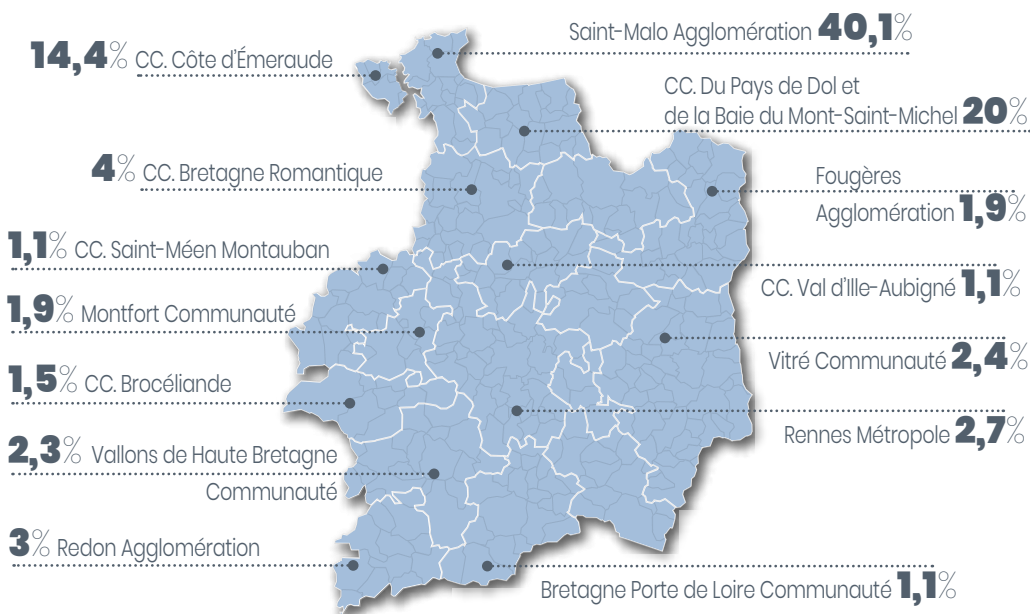 14,4% CC. Côte d'Émeraude
Saint-Malo Agglomération 40,1%
CC. Du Pays de Dol et
de la Baie du Mont-Saint-Michel 20%
4% CC. Bretagne Romantique
Fougères
Agglomération 1,9%
1,1% CC. Saint-Méen Montauban
CC. Val d'Ille-Aubigné 1,1%
1,9% Montfort Communauté
Vitré Communauté 2,4%
1,5% CC. Brocéliande
Rennes Métropole 2,7%
2,3% Vallons de Haute Bretagne
Communauté
3% Redon Agglomération
Bretagne Porte de Loire Communauté 1,1%